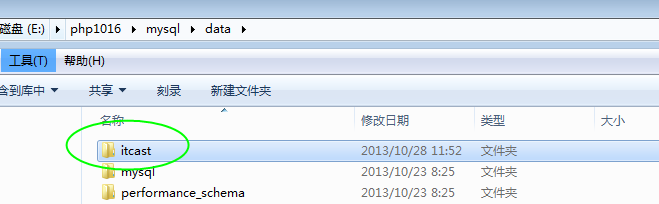 磁盘 (E:) php1016 mysql data
工具(T) 帮助(H)
含到库中 共享 刻录 新建文件夹
名称 修改日期 类型 大小
itcast 2013/10/28 11:52 文件夹
mysql 2013/10/23 8:25 文件夹
performance_schema 2013/10/23 8:25 文件夹